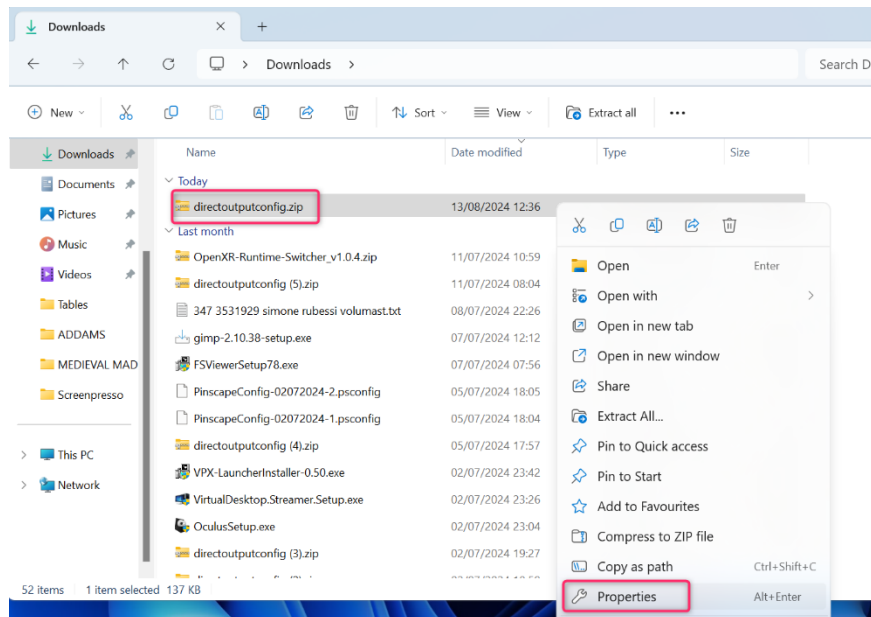 Downloads
Downloads
Search D
New
Sort
View
Extract all
Downloads
Documents
Pictures
Music
Videos
Tables
ADDAMS
MEDIEVAL MAD
Screenpresso
This PC
Network
Name Date modified Type Size
Today
directoutputconfig.zip 13/08/2024 12:36
Last month
OpenXR-Runtime-Switcher_v1.0.4.zip 11/07/2024 10:59
directoutputconfig (5).zip 11/07/2024 08:04
347 3531929 simone rubessi volumast.txt 08/07/2024 22:26
gimp-2.10.38-setup.exe 07/07/2024 12:12
FSViewerSetup78.exe 07/07/2024 07:56
PinscapeConfig-02072024-2.psconfig 05/07/2024 18:05
PinscapeConfig-02072024-1.psconfig 05/07/2024 18:04
directoutputconfig (4).zip 05/07/2024 17:57
VPX-LauncherInstaller-0.50.exe 02/07/2024 23:42
VirtualDesktop.Streamer.Setup.exe 02/07/2024 23:26
OculusSetup.exe 02/07/2024 23:04
directoutputconfig (3).zip 02/07/2024 19:27
Open Enter
Open with
Open in new tab
Open in new window
Share
Extract All...
Pin to Quick access
Pin to Start
Add to Favourites
Compress to ZIP file
Copy as path Ctrl+Shift+C
Properties Alt+Enter
52 items 1 item selected 137 KB